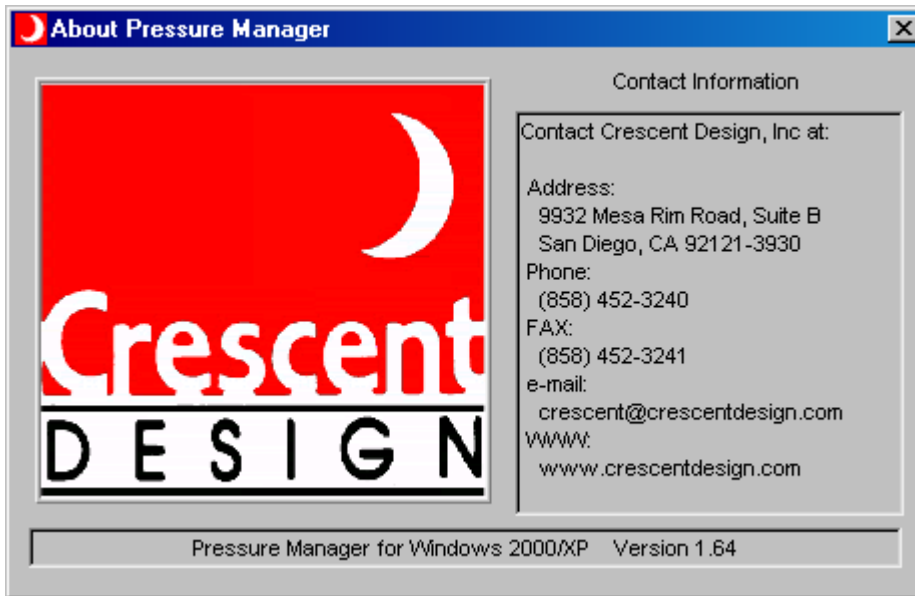 About Pressure Manager
Crescent
DESIGN
Contact Information
Contact Crescent Design, Inc at:
Address:
9932 Mesa Rim Road, Suite B
San Diego, CA 92121-3930
Phone:
(858) 452-3240
FAX:
(858) 452-3241
e-mail:
crescent@crescentdesign.com
WWW:
www.crescentdesign.com
Pressure Manager for Windows 2000/XP Version 1.64